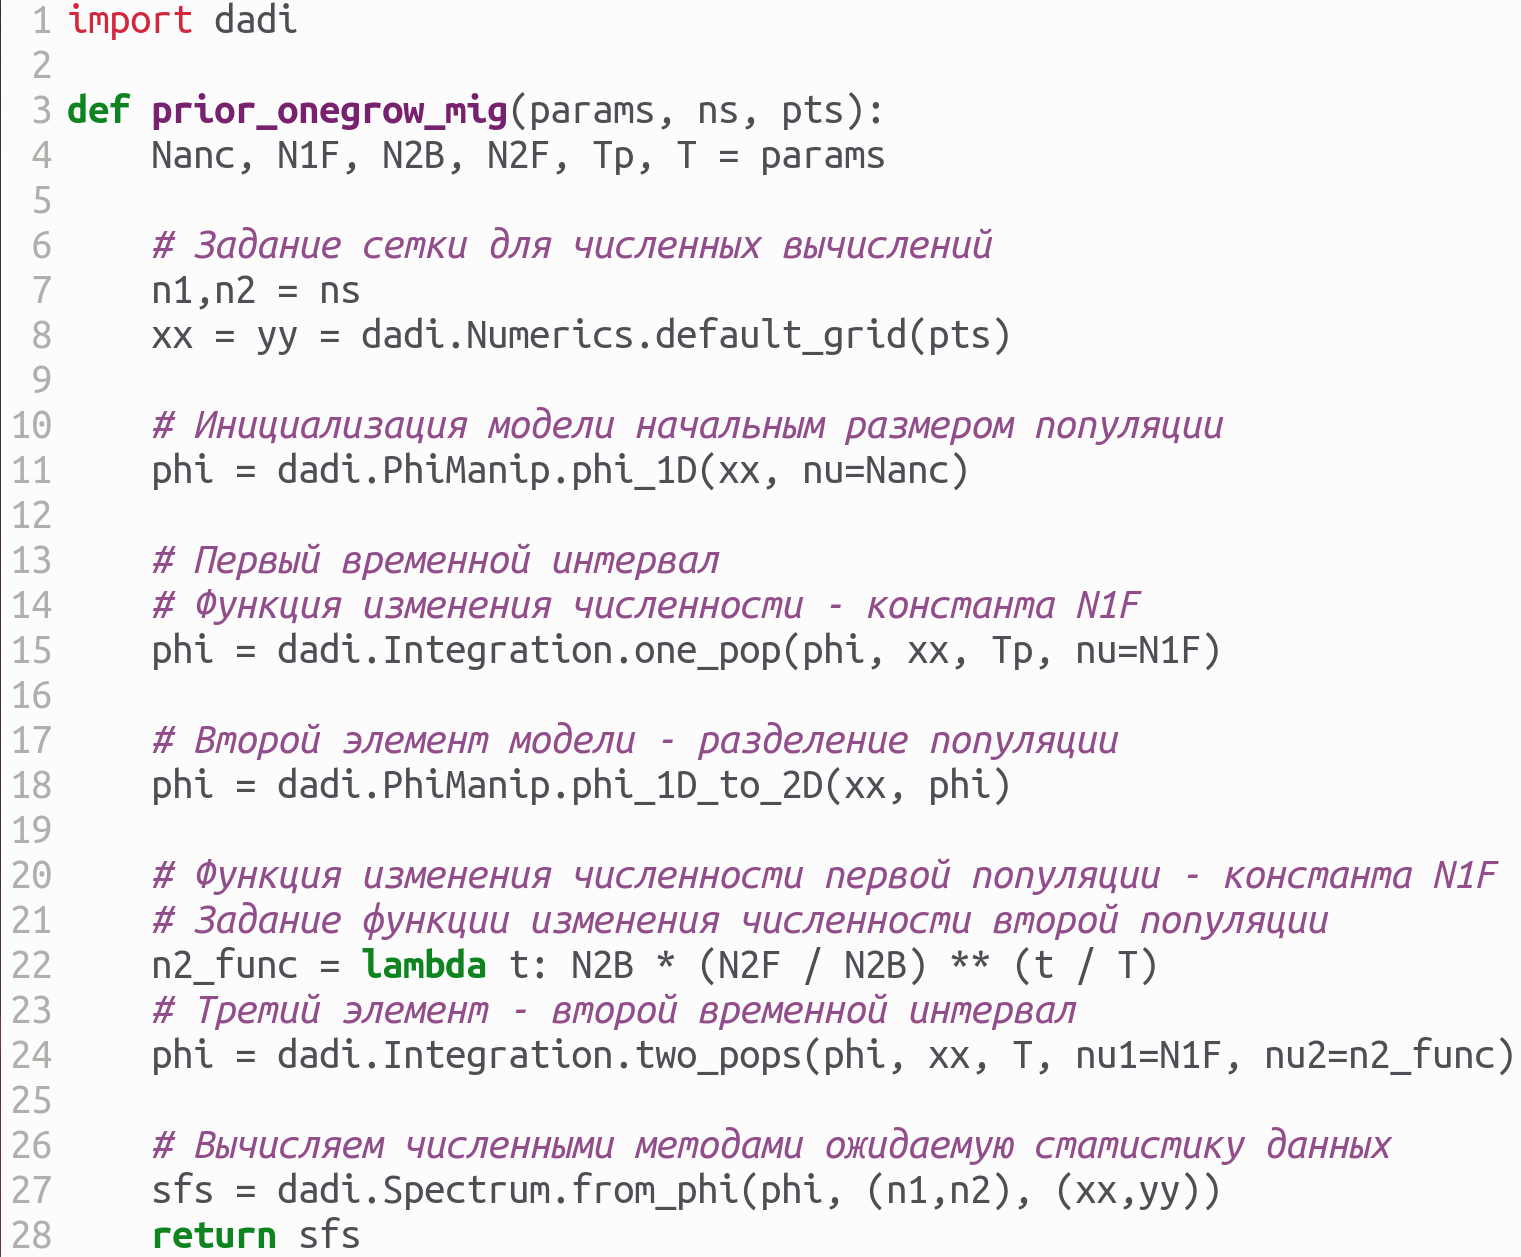 1 import dadi
2
3 def prior_onegrow_mig(params, ns, pts):
4     Nanc, N1F, N2B, N2F, Tp, T = params
5
6     # Задание сетки для численных вычислений
7     n1,n2 = ns
8     xx = yy = dadi.Numerics.default_grid(pts)
9
10     # Инициализация модели начальным размером популяции
11     phi = dadi.PhiManip.phi_1D(xx, nu=Nanc)
12
13     # Первый временной интервал
14     # Функция изменения численности - константа N1F
15     phi = dadi.Integration.one_pop(phi, xx, Tp, nu=N1F)
16
17     # Второй элемент модели - разделение популяции
18     phi = dadi.PhiManip.phi_1D_to_2D(xx, phi)
19
20     # Функция изменения численности первой популяции - константа N1F
21     # Задание функции изменения численности второй популяции
22     n2_func = lambda t: N2B * (N2F / N2B) ** (t / T)
23     # Третий элемент - второй временной интервал
24     phi = dadi.Integration.two_pops(phi, xx, T, nu1=N1F, nu2=n2_func)
25
26     # Вычисляем численными методами ожидаемую статистику данных
27     sfs = dadi.Spectrum.from_phi(phi, (n1,n2), (xx,yy))
28     return sfs